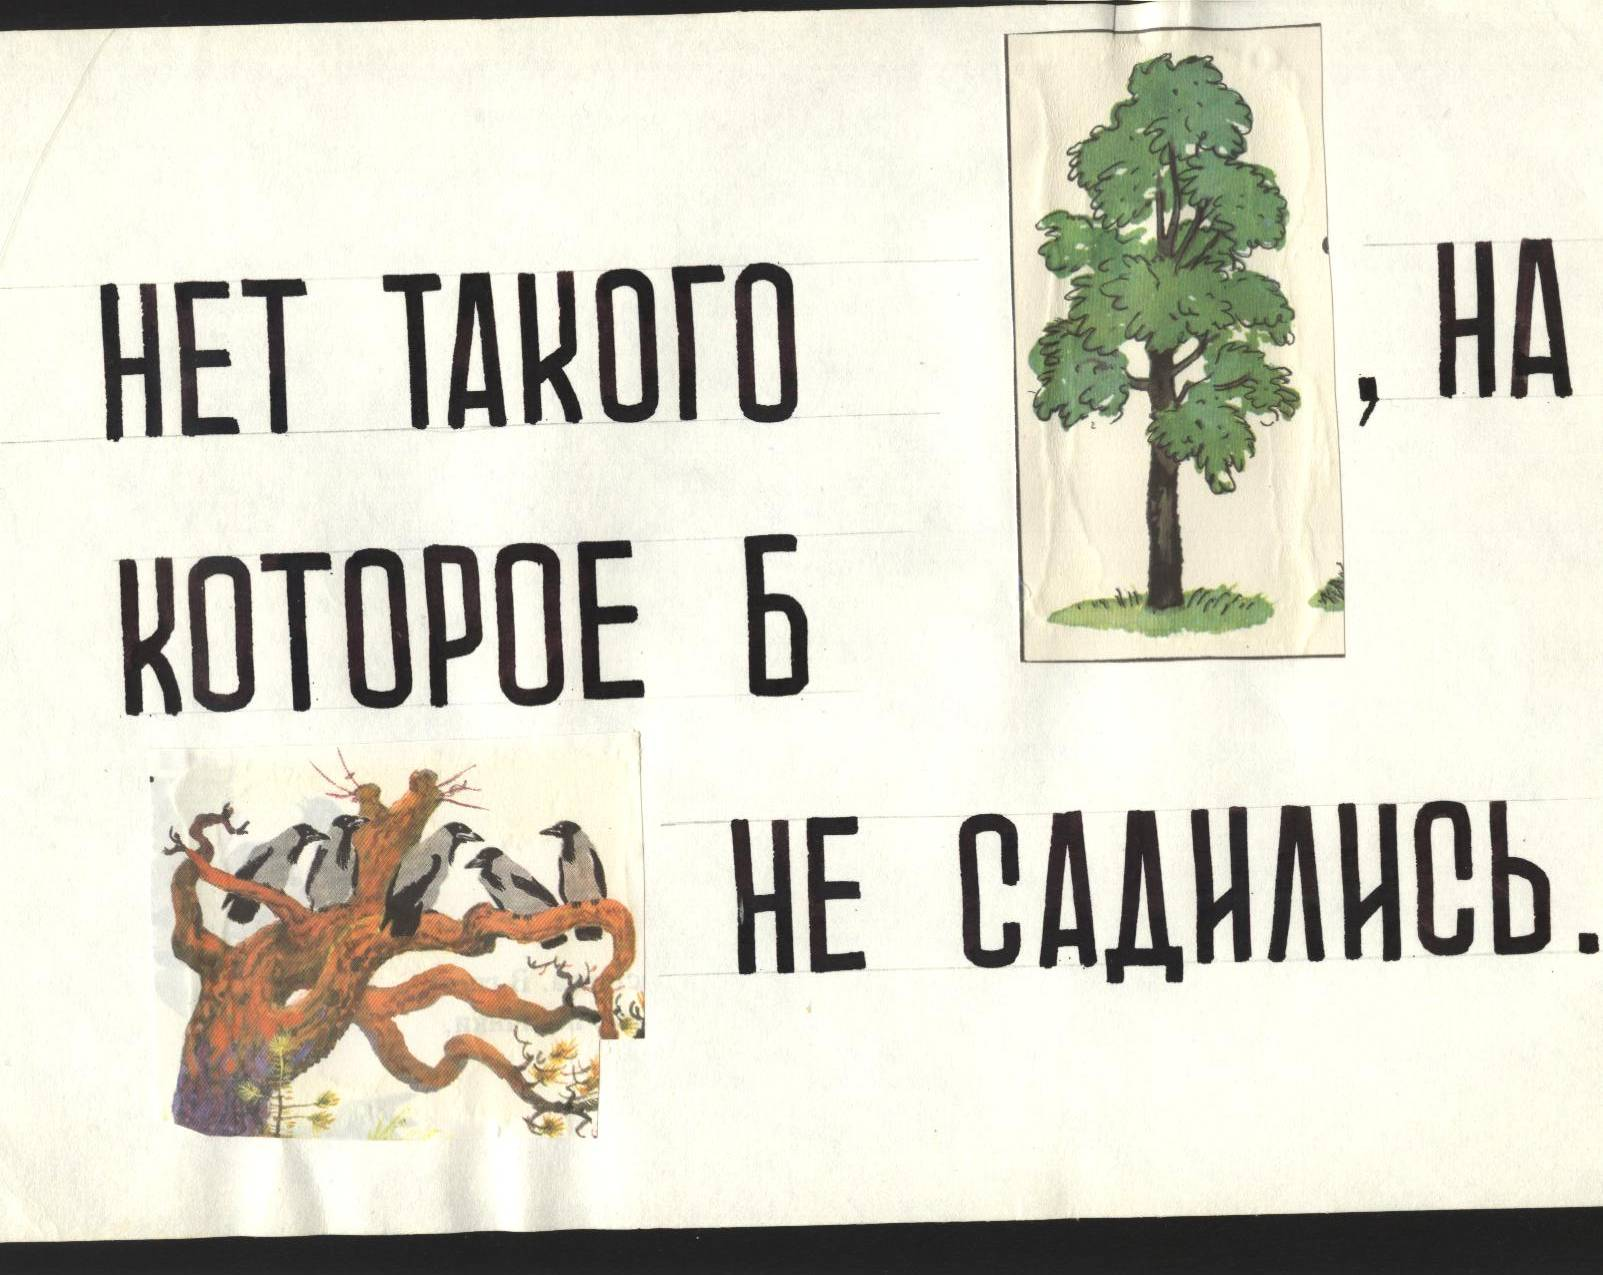 НЕТ ТАКОГО , НА
КОТОРОЕ Б
НЕ САДИЛИСЬ.